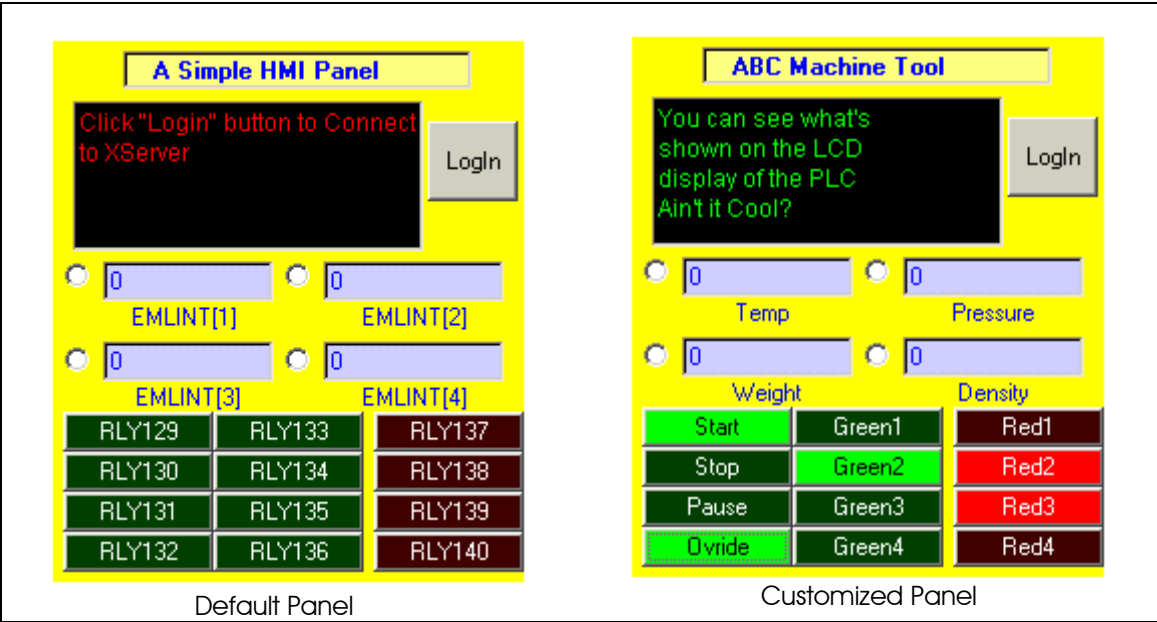 A Simple HMI Panel
Click "Login" button to Connect
to XServer
LogIn
0
0
EMLINT[1]
EMLINT[2]
0
0
EMLINT[3]
EMLINT[4]
RLY129
RLY133
RLY137
RLY130
RLY134
RLY138
RLY131
RLY135
RLY139
RLY132
RLY136
RLY140
Default Panel
ABC Machine Tool
You can see what's
shown on the LCD
display of the PLC
Ain't it Cool?
LogIn
0
0
Temp
Pressure
0
0
Weight
Density
Start
Green1
Red1
Stop
Green2
Red2
Pause
Green3
Red3
Ovride
Green4
Red4
Customized Panel